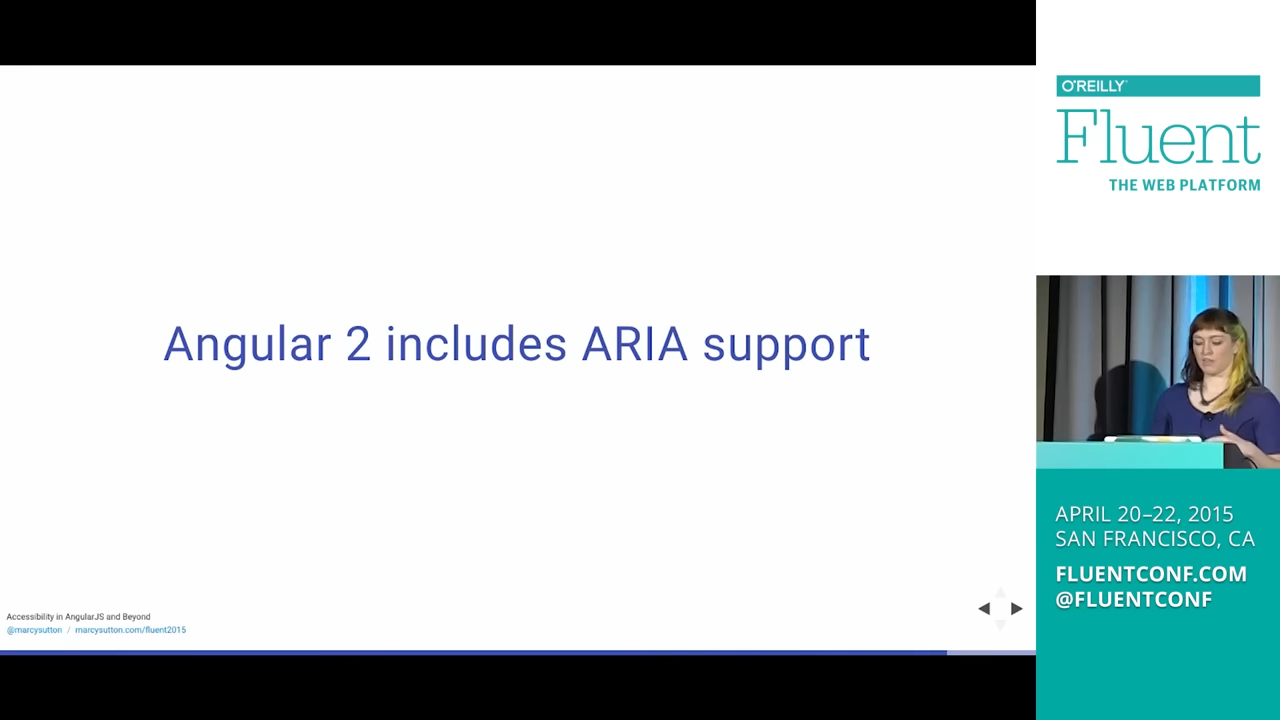 Angular 2 includes ARIA support
Accessibility in AngularJS and Beyond
@marcysutton / marcysutton.com/fluent2015
O'REILLY
Fluent
THE WEB PLATFORM
APRIL 20–22, 2015
SAN FRANCISCO, CA
FLUENTCONF.COM
@FLUENTCONF